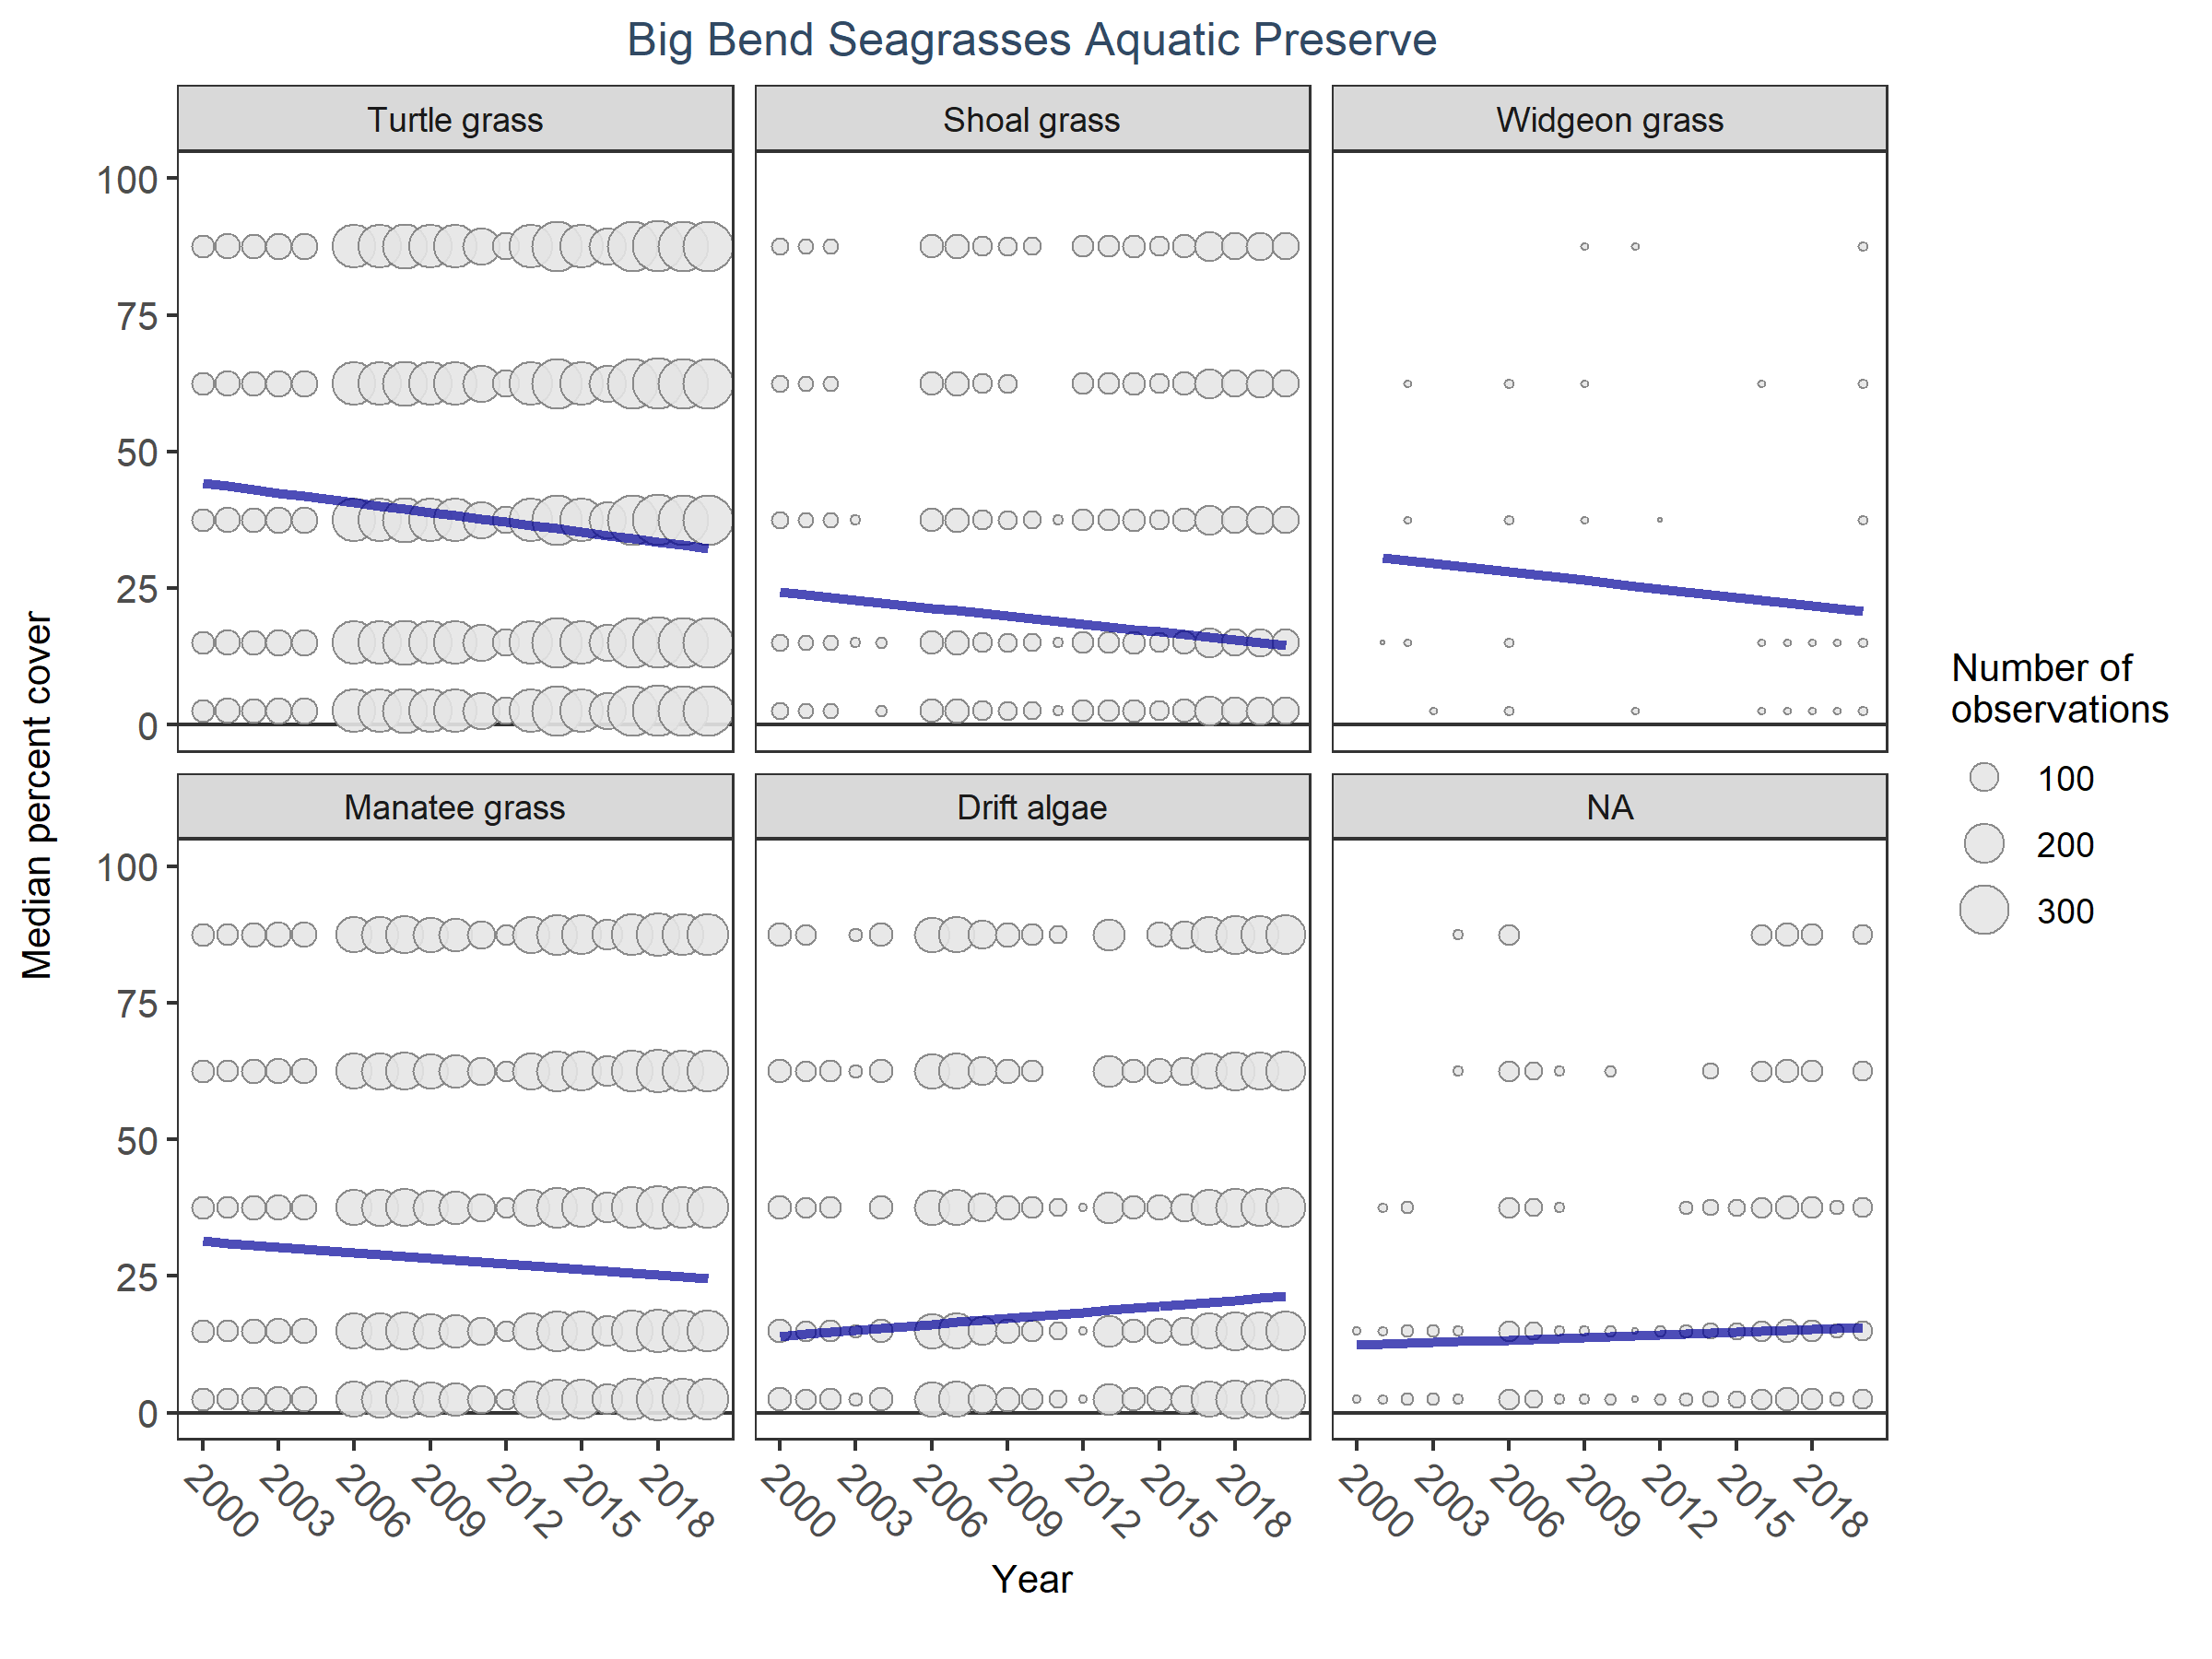 Big Bend Seagrasses Aquatic Preserve
Turtle grass
Shoal grass
Widgeon grass
100
75
50
25
0
Manatee grass
Drift algae
NA
100
75
50
25
0
Median percent cover
2000 2003 2006 2009 2012 2015 2018
2000 2003 2006 2009 2012 2015 2018
2000 2003 2006 2009 2012 2015 2018
Year
Number of
observations
100
200
300